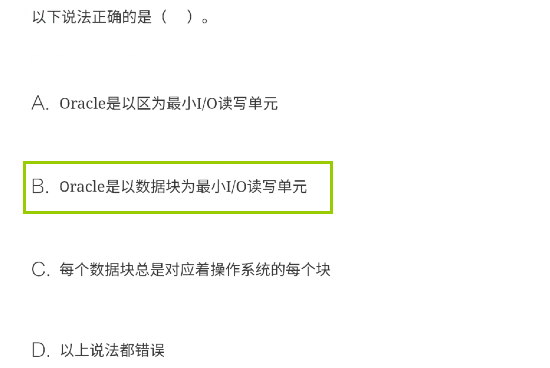 以下说法正确的是（ ）。
A. Oracle是以区为最小I/O读写单元
B. Oracle是以数据块为最小I/O读写单元
C. 每个数据块总是对应着操作系统的每个块
D. 以上说法都错误